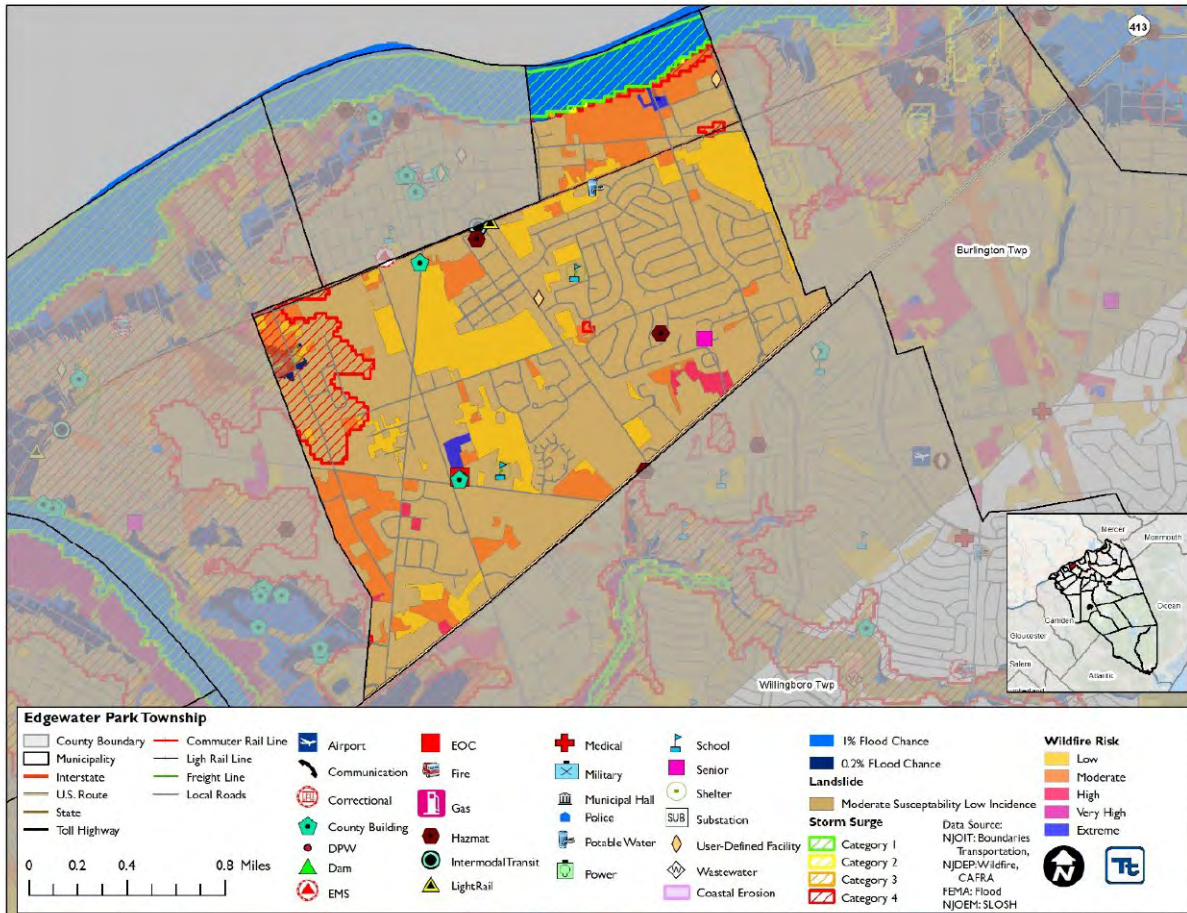 413
Burlington Twp
Willingboro Twp
Mercer
Monmouth
Ocean
Camden
Gloucester
Salem
Atlantic
Edgewater Park Township
County Boundary
Municipality
Interstate
U.S. Route
State
Toll Highway
0 0.2 0.4 0.8 Miles
Commuter Rail Line
Ligh Rail Line
Freight Line
Local Roads
Airport
Communication
Correctional
County Building
DPW
Dam
EMS
EOC
Fire
Gas
Hazmat
Intermodal Transit
LightRail
Medical
Military
Municipal Hall
Police
Potable Water
Power
School
Senior
Shelter
SUB Substation
User-Defined Facility
W Wastewater
Coastal Erosion
1% Flood Chance
0.2% FLood Chance
Landslide
Moderate Susceptability Low Incidence
Storm Surge
Category 1
Category 2
Category 3
Category 4
Data Source:
NJOIT: Boundaries
Transportation,
NJDEP:Wildfire,
CAFRA
FEMA: Flood
NJOEM: SLOSH
Wildfire Risk
Low
Moderate
High
Very High
Extreme
N
Tt